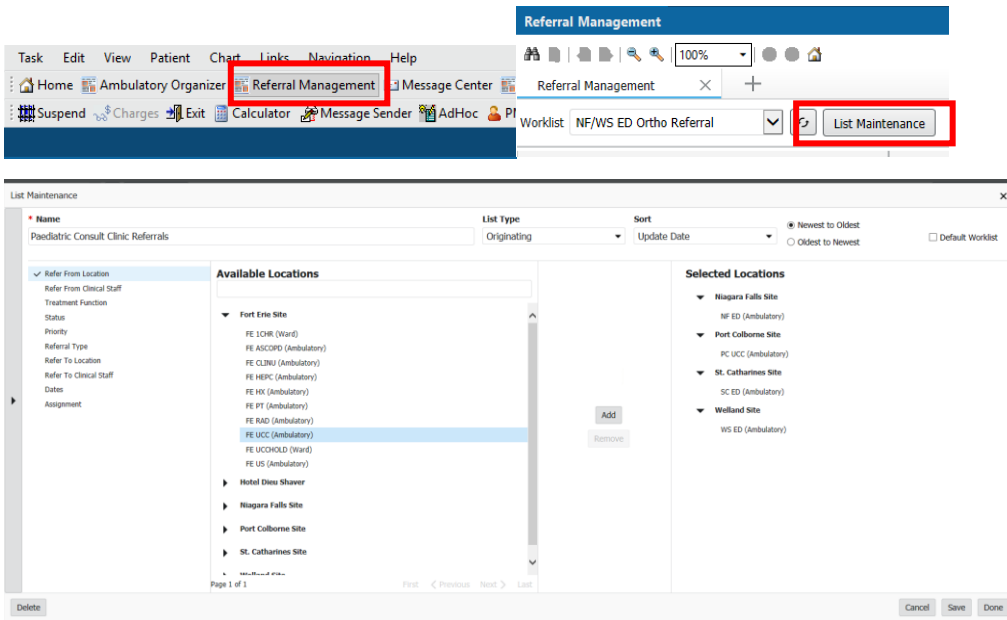 Task Edit View Patient Chart Links Navigation Help
Home Ambulatory Organizer Referral Management Message Center
Suspend Charges Exit Calculator Message Sender AdHoc
Referral Management
100%
Referral Management
Worklist NF/WS ED Ortho Referral List Maintenance
List Maintenance
* Name List Type Sort
Paediatric Consult Clinic Referrals Originating Update Date Newest to Oldest
Oldest to Newest
Default Worklist
Refer From Location
Refer From Clinical Staff
Treatment Function
Status
Priority
Referral Type
Refer To Location
Refer To Clinical Staff
Dates
Assignment
Available Locations
Fort Erie Site
FE 1CHR (Ward)
FE ASCOPD (Ambulatory)
FE CLINU (Ambulatory)
FE HEPC (Ambulatory)
FE HX (Ambulatory)
FE PT (Ambulatory)
FE RAD (Ambulatory)
FE UCC (Ambulatory)
FE UCCHOLD (Ward)
FE US (Ambulatory)
Hotel Dieu Shaver
Niagara Falls Site
Port Colborne Site
St. Catharines Site
Welland Site
Page 1 of 1 First Previous Next Last
Add
Remove
Selected Locations
Niagara Falls Site
NF ED (Ambulatory)
Port Colborne Site
PC UCC (Ambulatory)
St. Catharines Site
SC ED (Ambulatory)
Welland Site
WS ED (Ambulatory)
Delete Cancel Save Done